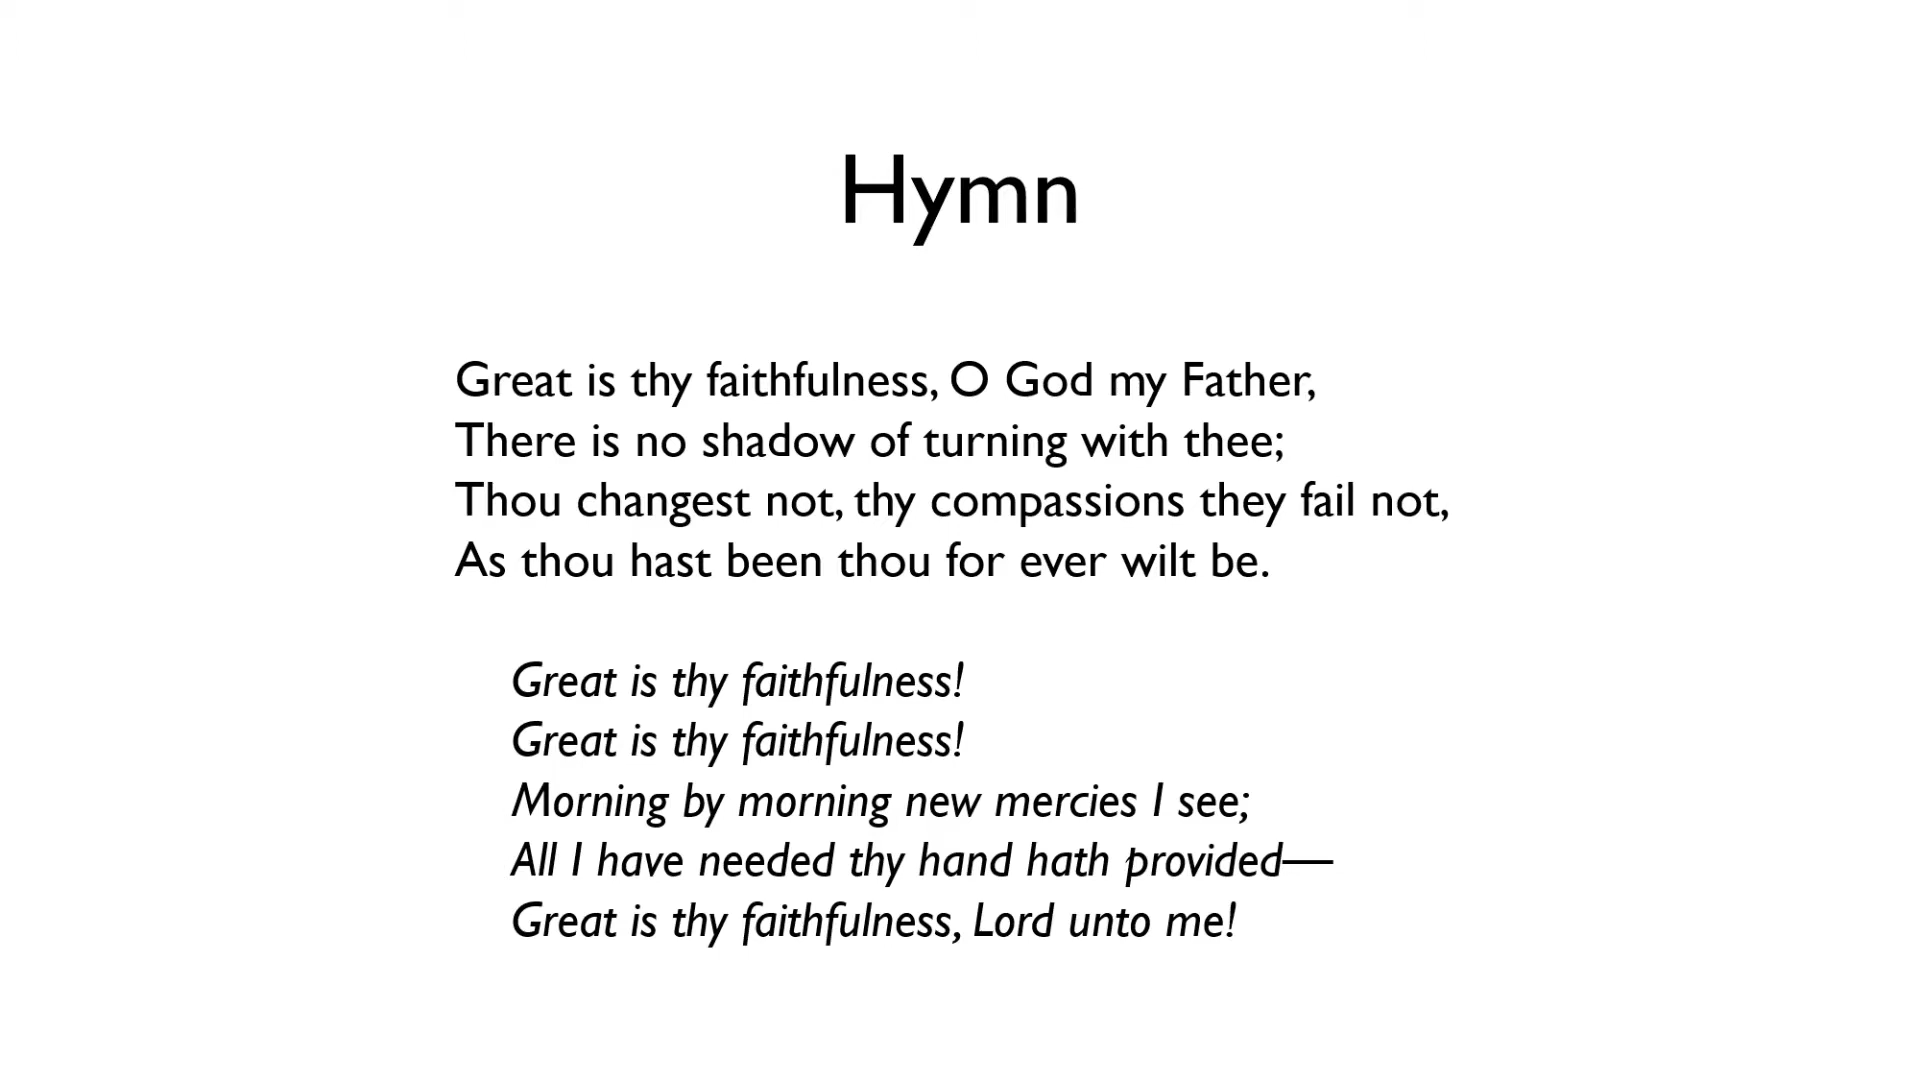 Hymn
Great is thy faithfulness, O God my Father,
There is no shadow of turning with thee;
Thou changest not, thy compassions they fail not,
As thou hast been thou for ever wilt be.
Great is thy faithfulness!
Great is thy faithfulness!
Morning by morning new mercies I see;
All I have needed thy hand hath provided—
Great is thy faithfulness, Lord unto me!